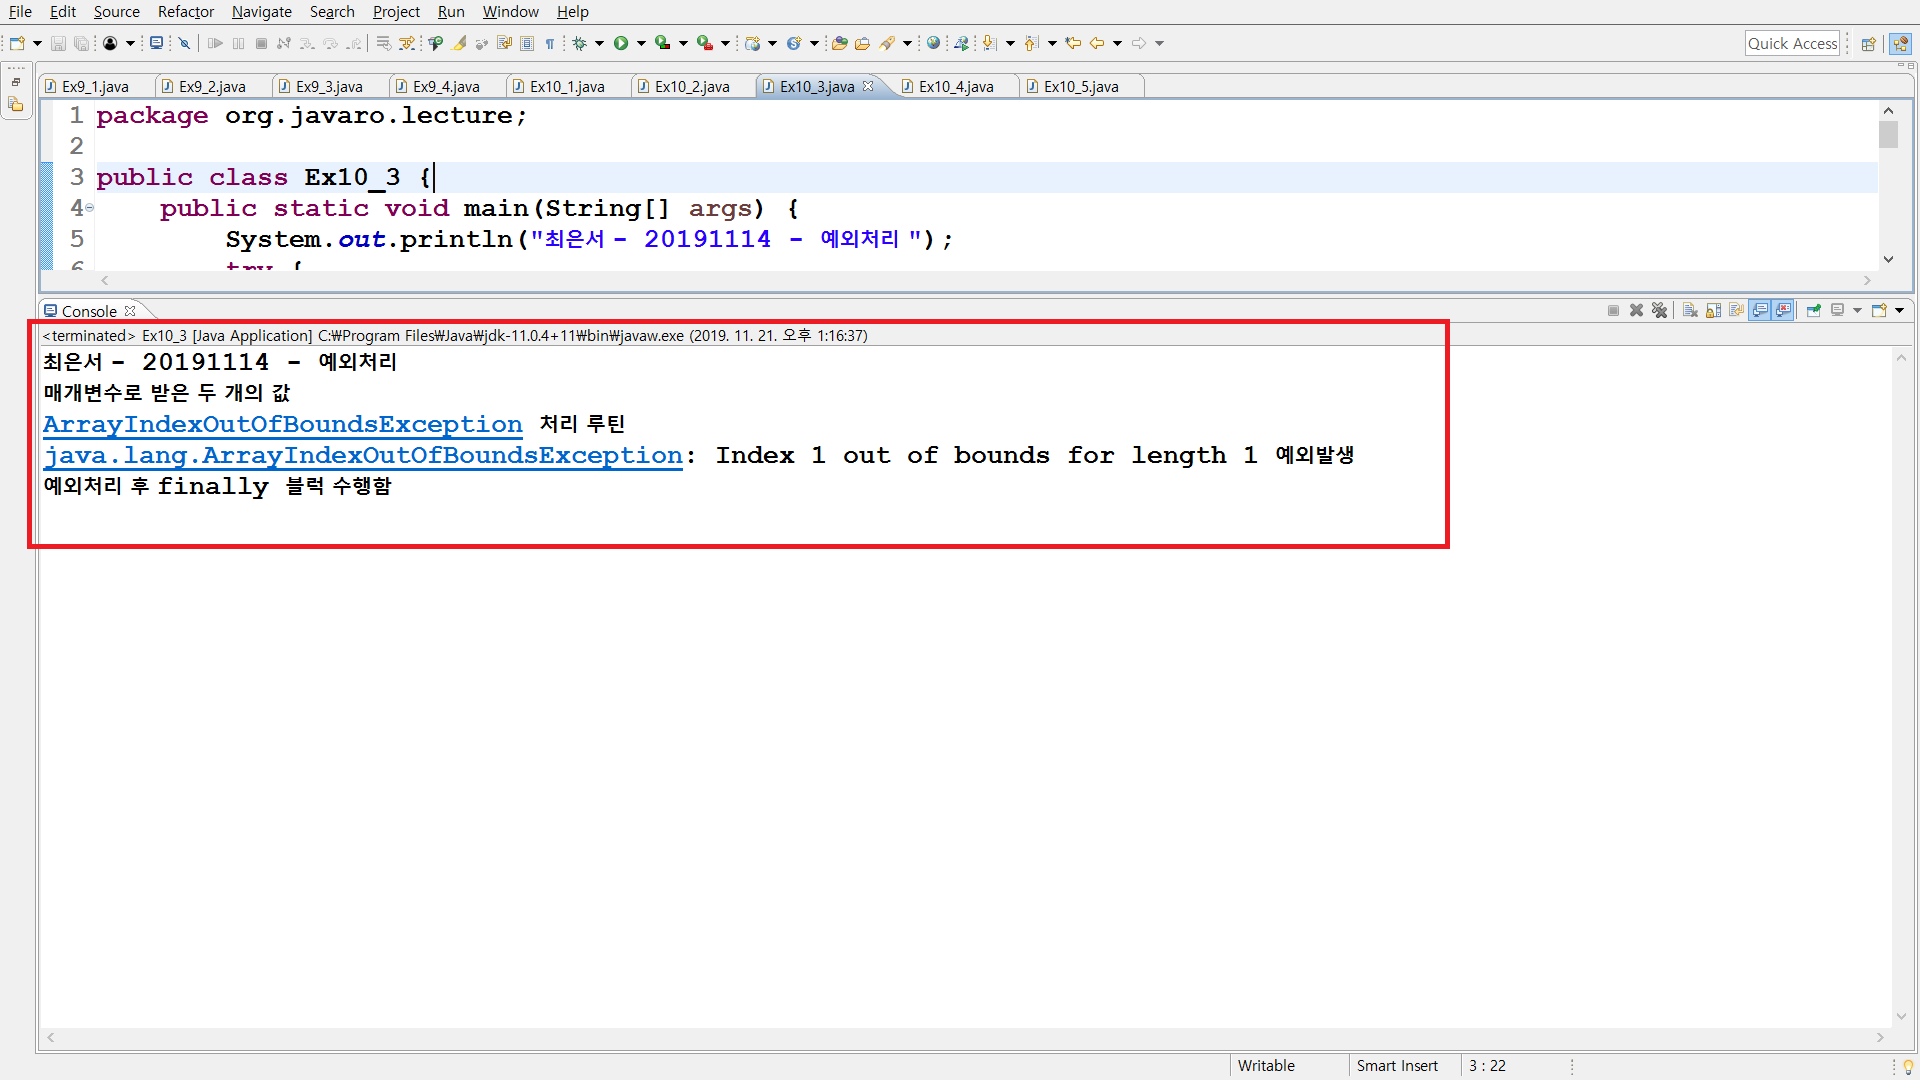 File Edit Source Refactor Navigate Search Project Run Window Help
Quick Access
Ex9_1.java Ex9_2.java Ex9_3.java Ex9_4.java Ex10_1.java Ex10_2.java Ex10_3.java Ex10_4.java Ex10_5.java
1 package org.javaro.lecture;
2
3 public class Ex10_3 {
4 public static void main(String[] args) {
5 System.out.println("최은서 - 20191114 - 예외처리 ");
6 try {
Console
<terminated> Ex10_3 [Java Application] C:₩Program Files₩Java₩jdk-11.0.4+11₩bin₩javaw.exe (2019. 11. 21. 오후 1:16:37)
최은서 - 20191114 - 예외처리
매개변수로 받은 두 개의 값
ArrayIndexOutOfBoundsException 처리 루틴
java.lang.ArrayIndexOutOfBoundsException: Index 1 out of bounds for length 1 예외발생
예외처리 후 finally 블럭 수행함
Writable Smart Insert 3 : 22